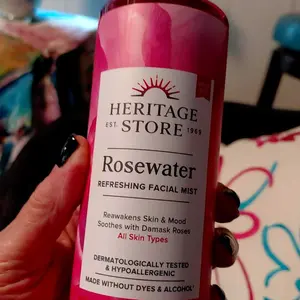 HERITAGE
EST. STORE 1969
Rosewater
REFRESHING FACIAL MIST
Reawakens Skin & Mood
Soothes with Damask Roses
All Skin Types
DERMATOLOGICALLY TESTED
& HYPOALLERGENIC
MADE WITHOUT DYES & ALCOHOL